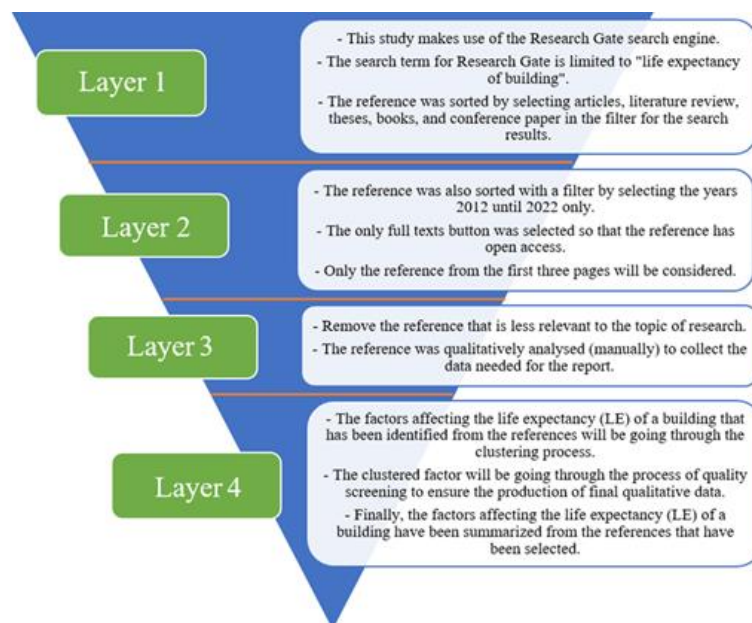 Layer 1
- This study makes use of the Research Gate search engine.
- The search term for Research Gate is limited to "life expectancy
of building".
- The reference was sorted by selecting articles, literature review,
theses, books, and conference paper in the filter for the search
results.
Layer 2
- The reference was also sorted with a filter by selecting the years
2012 until 2022 only.
- The only full texts button was selected so that the reference has
open access.
- Only the reference from the first three pages will be considered.
Layer 3
- Remove the reference that is less relevant to the topic of research.
- The reference was qualitatively analysed (manually) to collect the
data needed for the report.
Layer 4
- The factors affecting the life expectancy (LE) of a building that
has been identified from the references will be going through the
clustering process.
- The clustered factor will be going through the process of quality
screening to ensure the production of final qualitative data.
- Finally, the factors affecting the life expectancy (LE) of a
building have been summarized from the references that have
been selected.